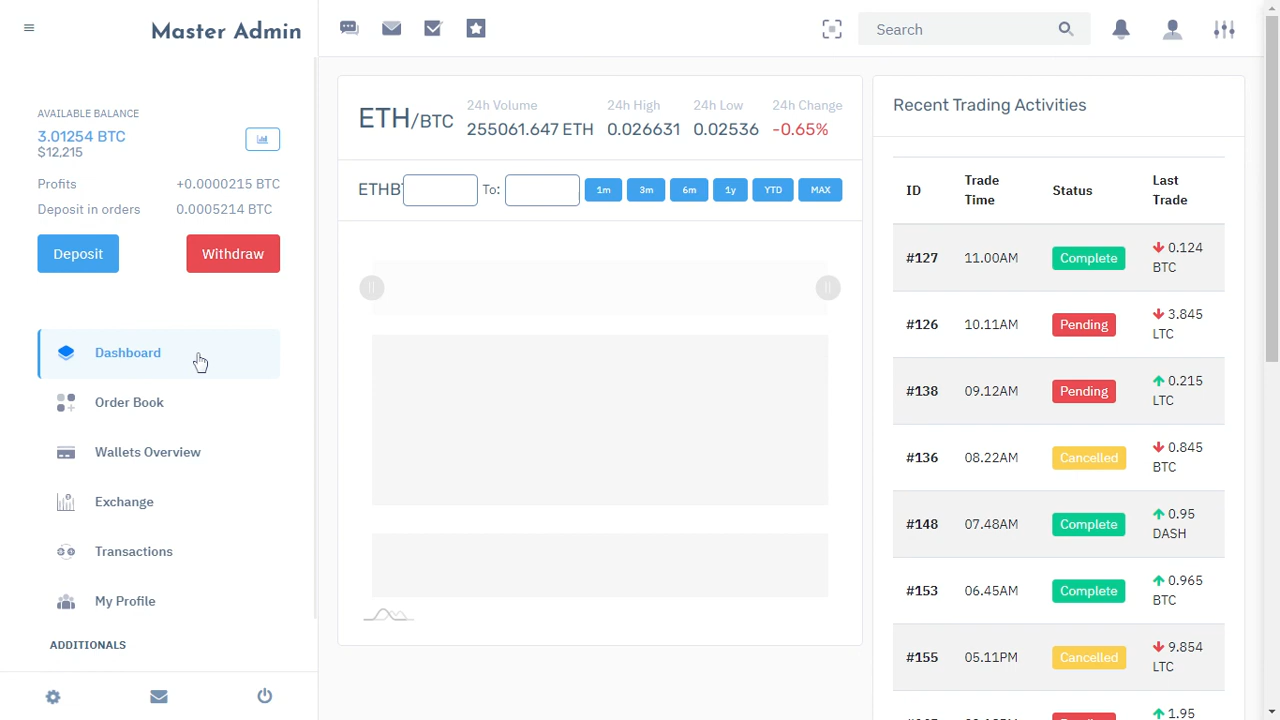 Master Admin
Search
AVAILABLE BALANCE
3.01254 BTC
$12,215
Profits +0.0000215 BTC
Deposit in orders 0.0005214 BTC
Deposit Withdraw
Dashboard
Order Book
Wallets Overview
Exchange
Transactions
My Profile
ADDITIONALS
ETH/BTC
24h Volume 24h High 24h Low 24h Change
255061.647 ETH 0.026631 0.02536 -0.65%
ETHB To: 1m 3m 6m 1y YTD MAX
Recent Trading Activities
ID Trade Time Status Last Trade
#127 11.00AM Complete 0.124 BTC
#126 10.11AM Pending 3.845 LTC
#138 09.12AM Pending 0.215 LTC
#136 08.22AM Cancelled 0.845 BTC
#148 07.48AM Complete 0.95 DASH
#153 06.45AM Complete 0.965 BTC
#155 05.11PM Cancelled 9.854 LTC
1.95